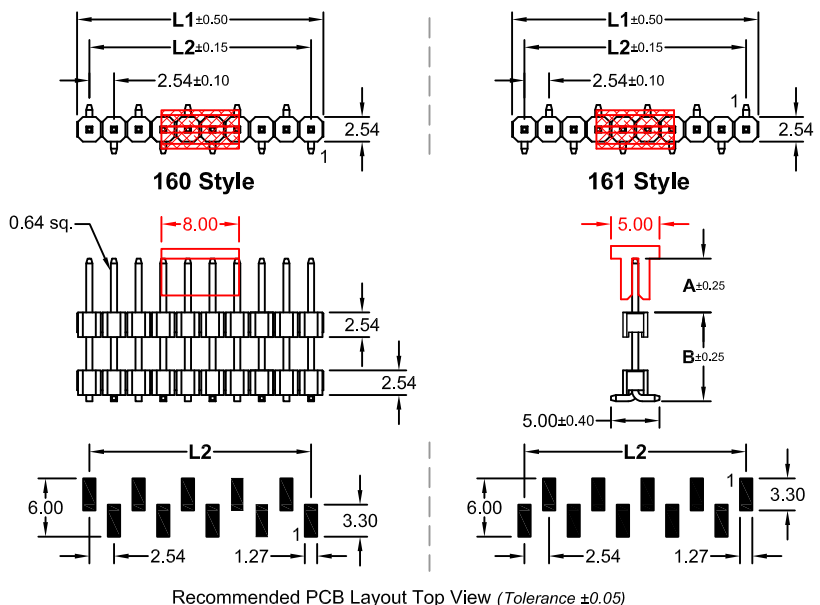 L1±0.50
L1±0.50
L2±0.15
L2±0.15
2.54±0.10
2.54±0.10
1
2.54
2.54
1
160 Style
161 Style
0.64 sq.
8.00
5.00
A±0.25
2.54
B±0.25
2.54
5.00±0.40
L2
L2
6.00
1
3.30
6.00
1
3.30
2.54
1.27
2.54
1.27
Recommended PCB Layout Top View (Tolerance ±0.05)